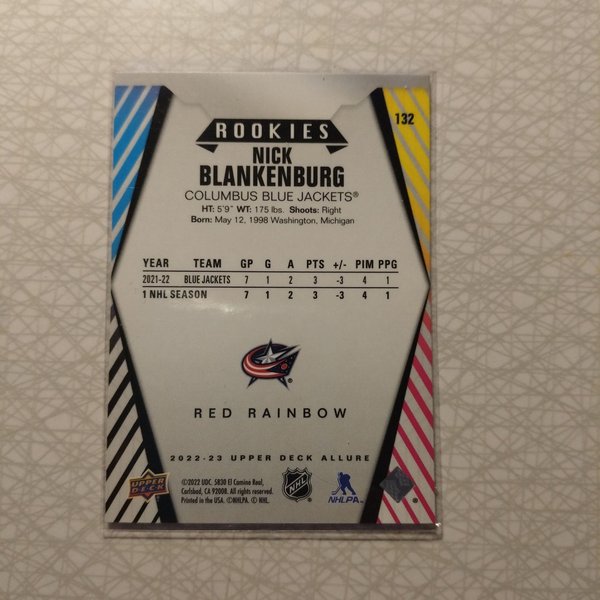 132
ROOKIES
NICK
BLANKENBURG
COLUMBUS BLUE JACKETS®
HT: 5'9" WT: 175 lbs. Shoots: Right
Born: May 12, 1998 Washington, Michigan
YEAR TEAM GP G A PTS +/- PIM PPG
2021-22 BLUE JACKETS 7 1 2 3 -3 4 1
1 NHL SEASON 7 1 2 3 -3 4 1
®
RED RAINBOW
2022-23 UPPER DECK ALLURE
UPPER DECK
©2022 UDC. 5830 El Camino Real,
Carlsbad, CA 92008. All rights reserved.
Printed in the USA. ©NHLPA. © NHL.
NHL
NHLPA
®